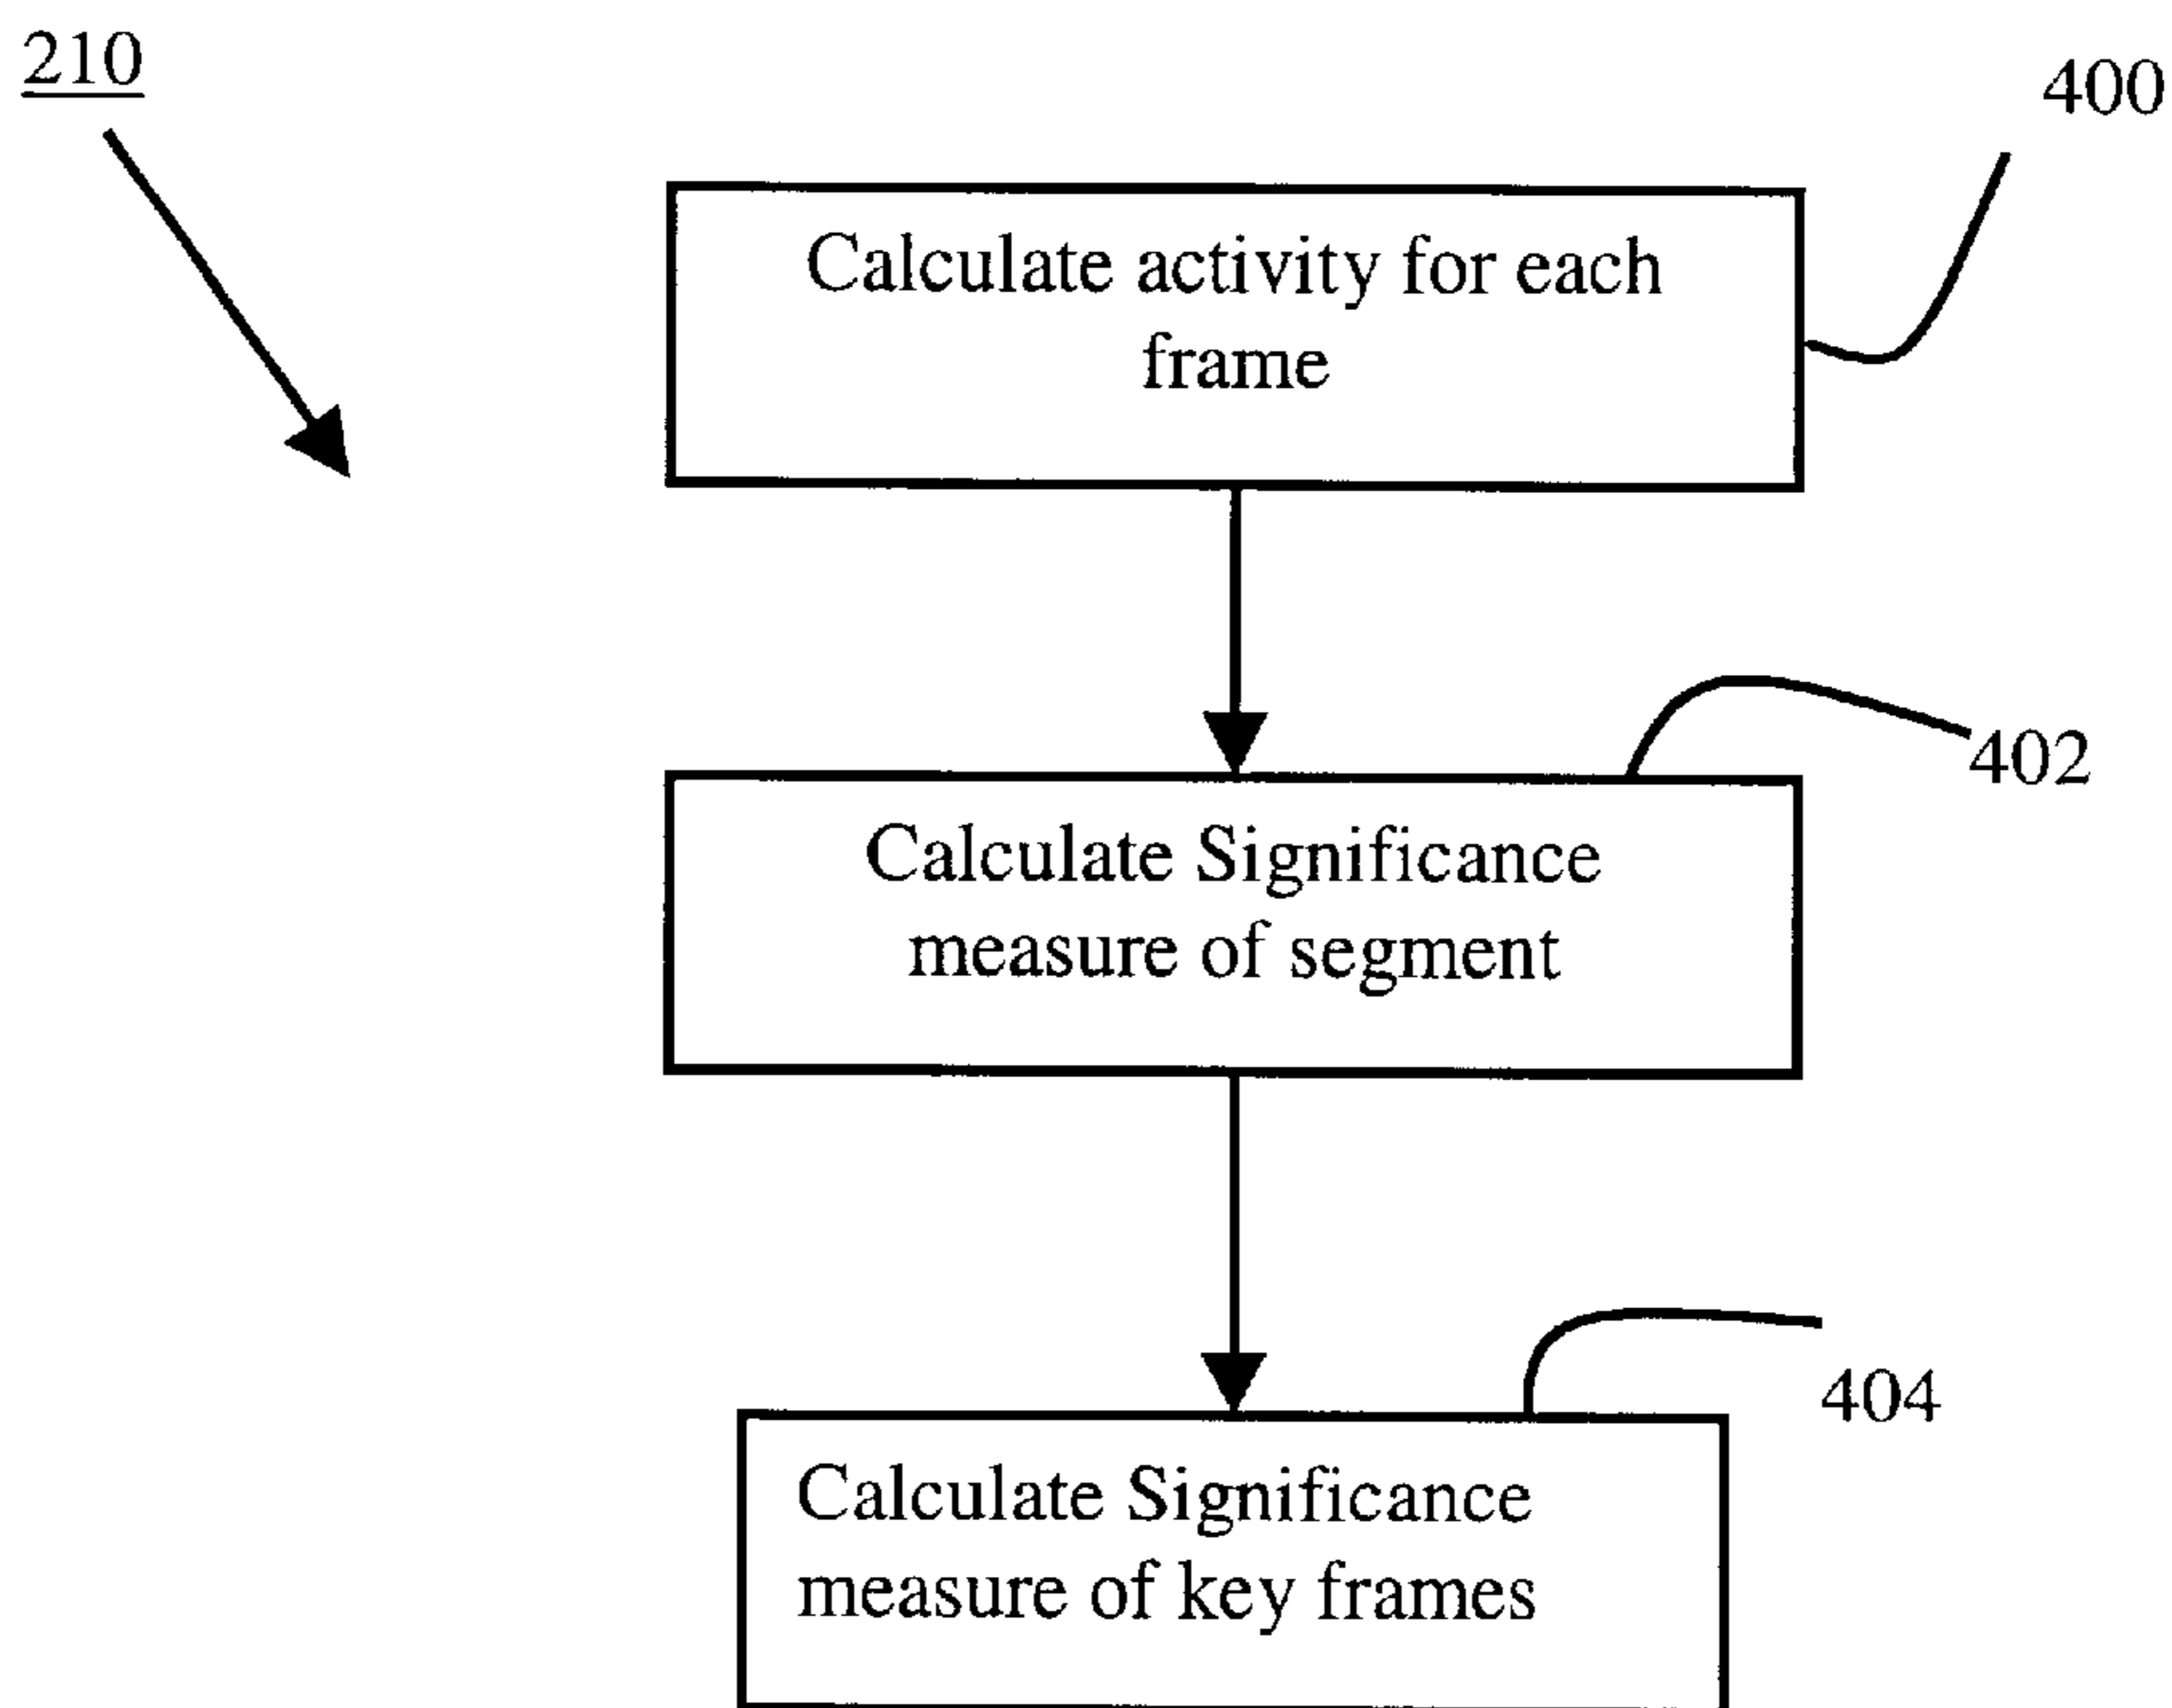 210
400
Calculate activity for each
frame
402
Calculate Significance
measure of segment
404
Calculate Significance
measure of key frames